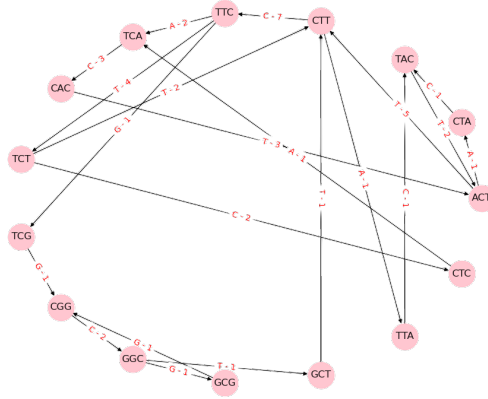 TTC
CTT
C-7
A-2
TCA
TAC
C-3
CAC
T-4
T-2
C-1
T-5
CTA
G-1
T-2
TCT
T-3
A-1
A-1
A-1
ACT
T-1
C-1
C-2
TCG
G-1
CTC
CGG
C-2
G-1
TTA
GGC
T-1
G-1
GCG
GCT